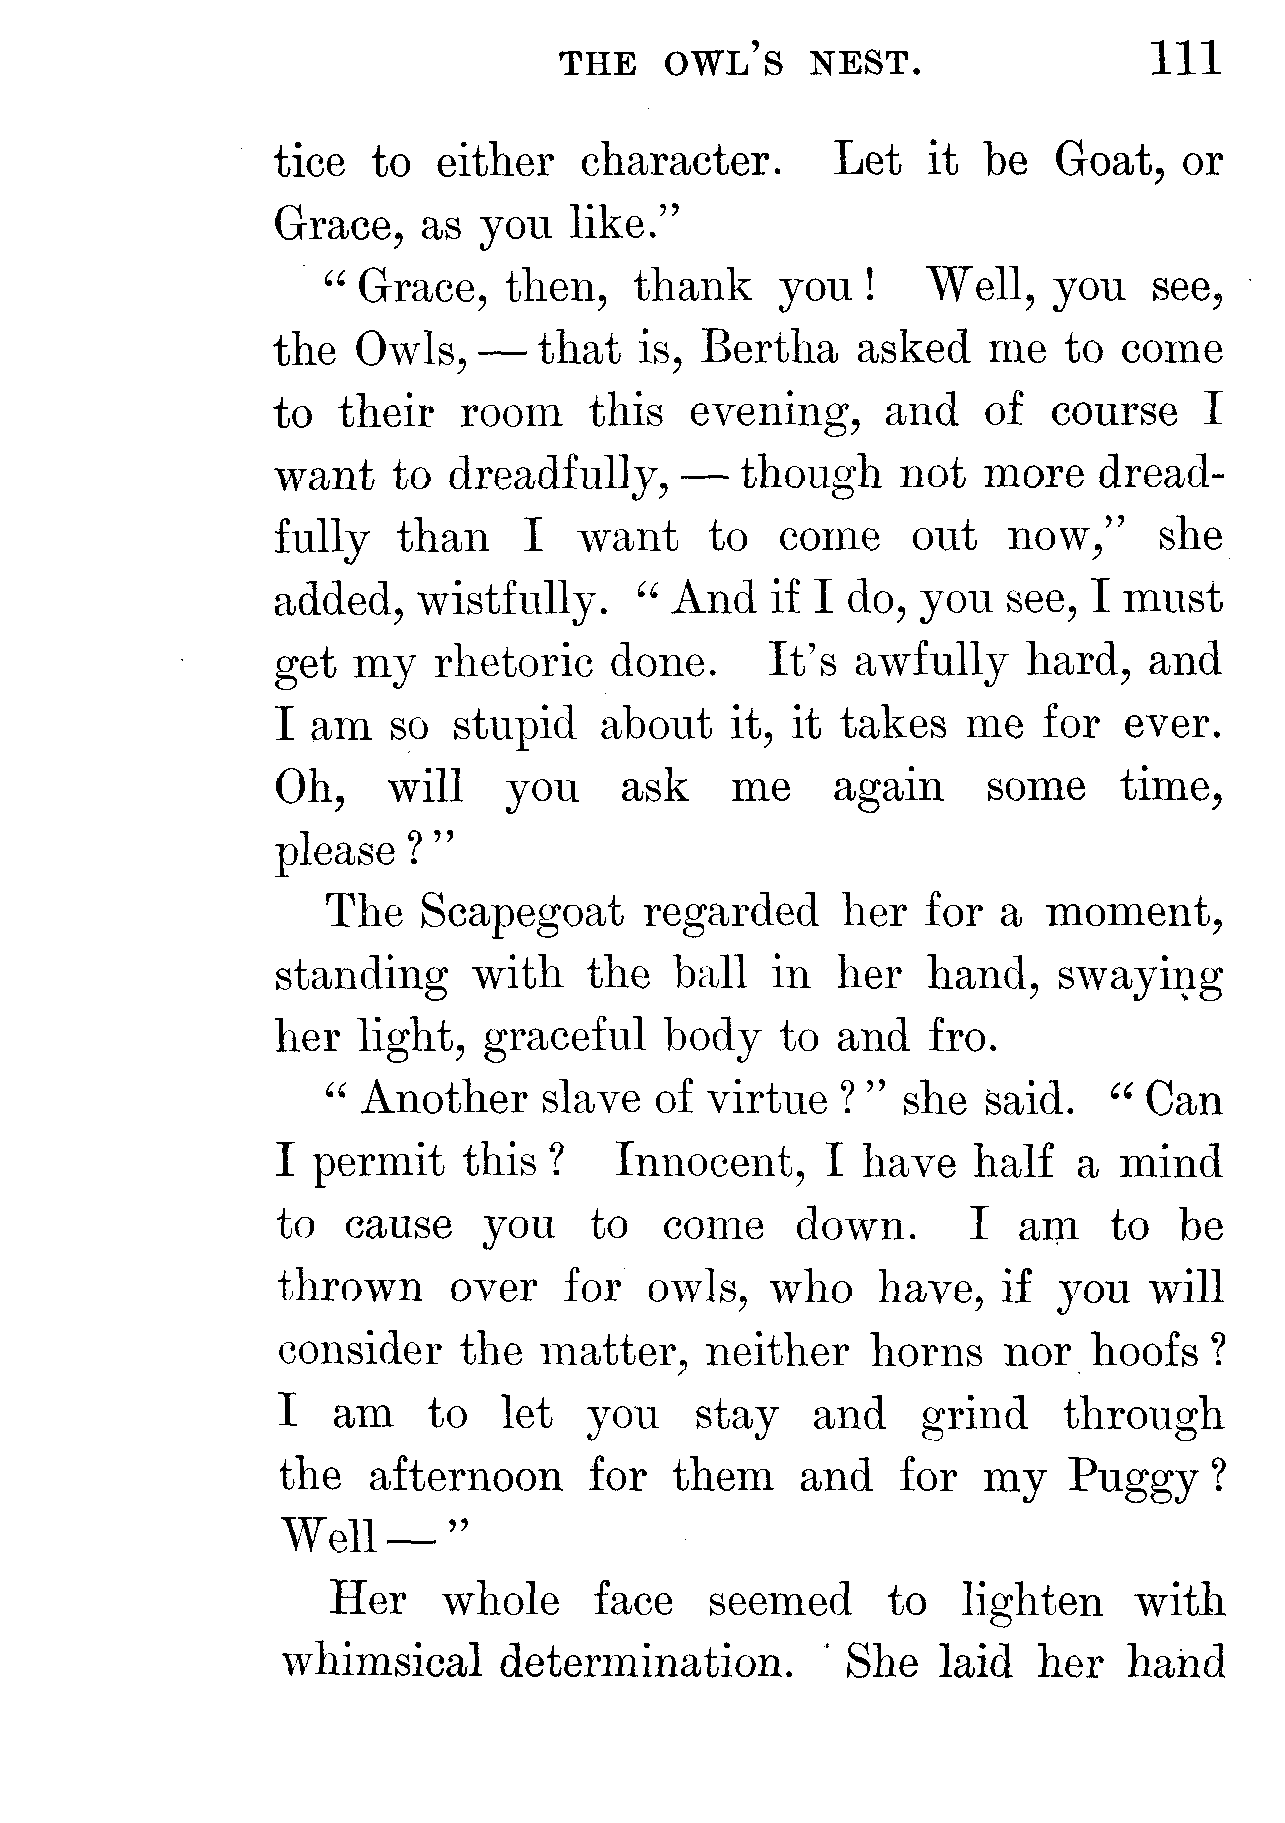 THE OWL'S NEST. 111
tice to either character. Let it be Goat, or
Grace, as you like."
"Grace, then, thank you! Well, you see,
the Owls,—that is, Bertha asked me to come
to their room this evening, and of course I
want to dreadfully,—though not more dread-
fully than I want to come out now," she
added, wistfully. "And if I do, you see, I must
get my rhetoric done. It's awfully hard, and
I am so stupid about it, it takes me for ever.
Oh, will you ask me again some time,
please?"
The Scapegoat regarded her for a moment,
standing with the ball in her hand, swaying
her light, graceful body to and fro.
"Another slave of virtue?" she said. "Can
I permit this? Innocent, I have half a mind
to cause you to come down. I am to be
thrown over for owls, who have, if you will
consider the matter, neither horns nor hoofs?
I am to let you stay and grind through
the afternoon for them and for my Puggy?
Well—"
Her whole face seemed to lighten with
whimsical determination. She laid her hand